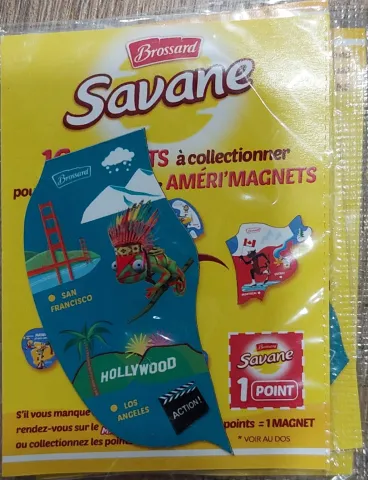 Brossard
Savane
à collectionner
AMÉRI'MAGNETS
Brossard
SAN
FRANCISCO
HOLLYWOOD
LOS
ANGELES
ACTION!
Brossard
Savane
1 POINT
S'il vous manque
points = 1 MAGNET
rendez-vous sur le
* VOIR AU DOS
ou collectionnez les points